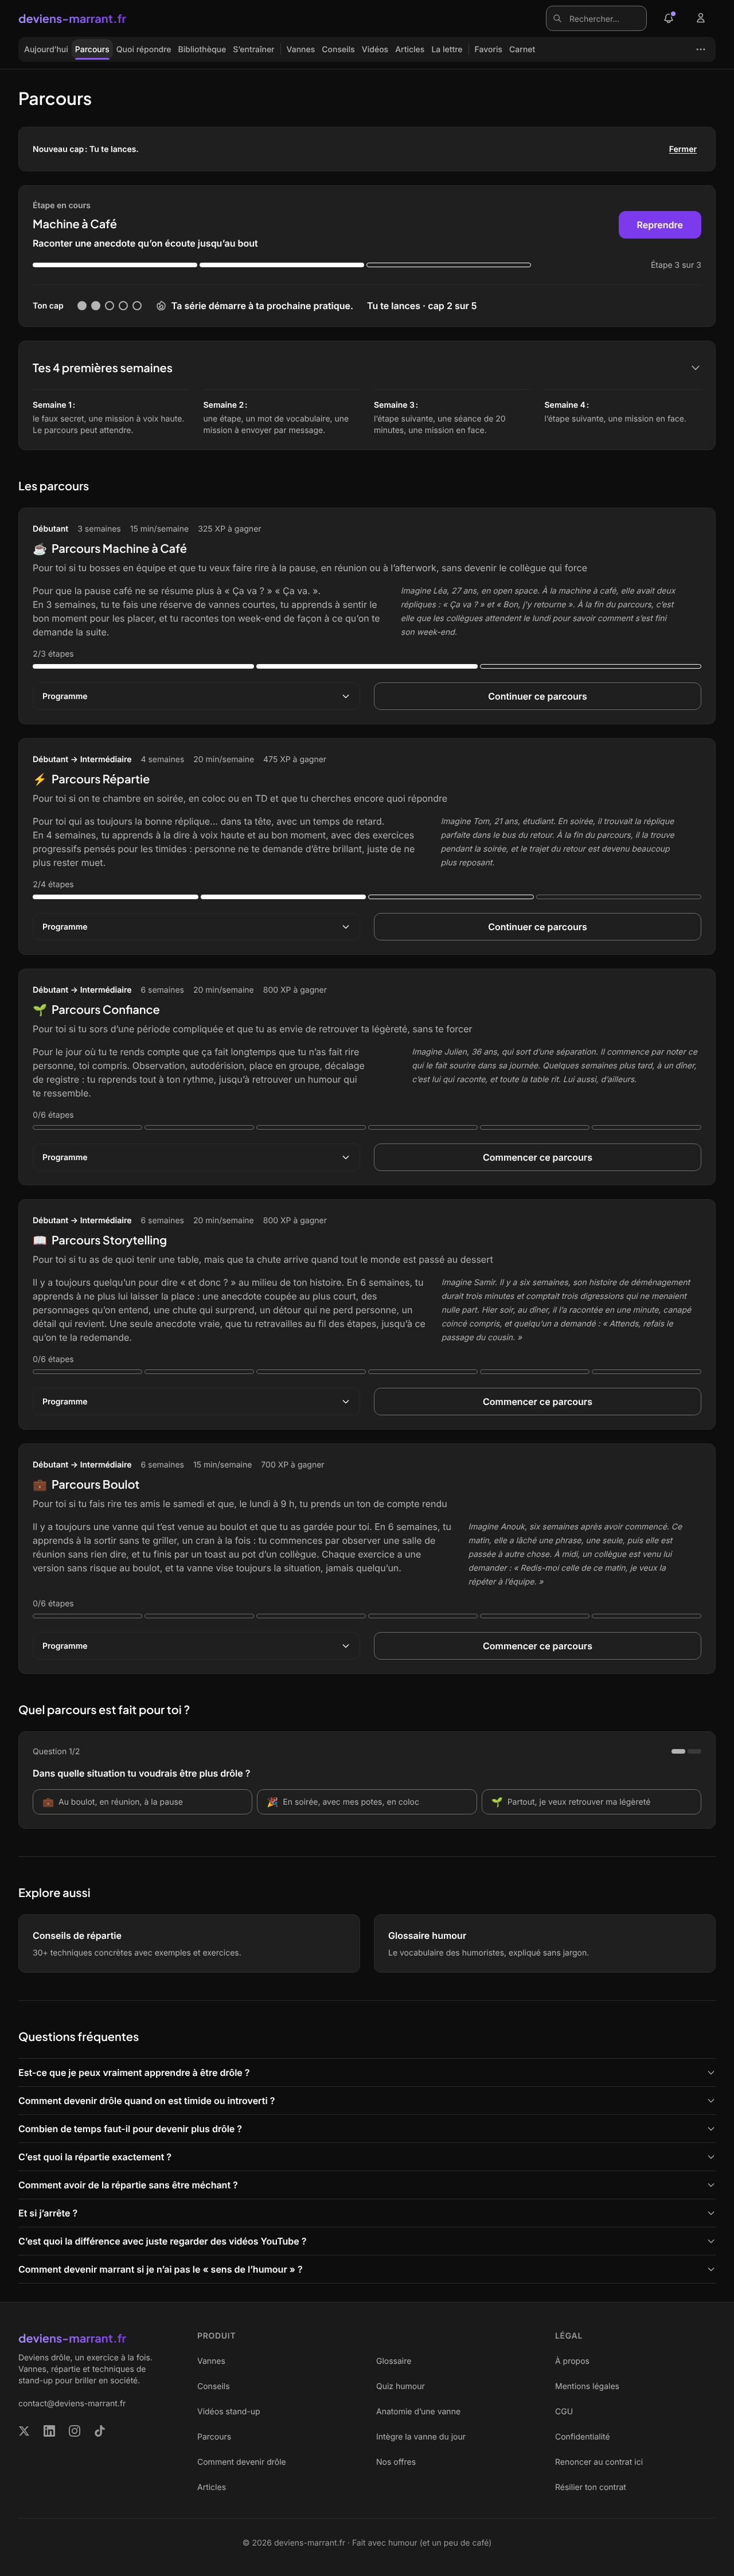 deviens-marrant.fr
Rechercher...
Aujourd'hui Parcours Quoi répondre Bibliothèque S'entraîner Vannes Conseils Vidéos Articles La lettre Favoris Carnet
Parcours
Nouveau cap : Tu te lances.
Fermer
Étape en cours
Machine à Café
Raconter une anecdote qu'on écoute jusqu'au bout
Reprendre
Étape 3 sur 3
Ton cap
Ta série démarre à ta prochaine pratique.
Tu te lances · cap 2 sur 5
Tes 4 premières semaines
Semaine 1 :
le faux secret, une mission à voix haute.
Le parcours peut attendre.
Semaine 2 :
une étape, un mot de vocabulaire, une
mission à envoyer par message.
Semaine 3 :
l'étape suivante, une séance de 20
minutes, une mission en face.
Semaine 4 :
l'étape suivante, une mission en face.
Les parcours
Débutant 3 semaines 15 min/semaine 325 XP à gagner
☕ Parcours Machine à Café
Pour toi si tu bosses en équipe et que tu veux faire rire à la pause, en réunion ou à l'afterwork, sans devenir le collègue qui force
Pour que la pause café ne se résume plus à « Ça va ? » « Ça va. ».
En 3 semaines, tu te fais une réserve de vannes courtes, tu apprends à sentir le
bon moment pour les placer, et tu racontes ton week-end de façon à ce qu'on te
demande la suite.
Imagine Léa, 27 ans, en open space. À la machine à café, elle avait deux
répliques : « Ça va ? » et « Bon, j'y retourne ». À la fin du parcours, c'est
elle que les collègues attendent le lundi pour savoir comment s'est fini
son week-end.
2/3 étapes
Programme
Continuer ce parcours
Débutant → Intermédiaire 4 semaines 20 min/semaine 475 XP à gagner
⚡ Parcours Répartie
Pour toi si on te chambre en soirée, en coloc ou en TD et que tu cherches encore quoi répondre
Pour toi qui as toujours la bonne réplique… dans ta tête, avec un temps de retard.
En 4 semaines, tu apprends à la dire à voix haute et au bon moment, avec des exercices
progressifs pensés pour les timides : personne ne te demande d'être brillant, juste de ne
plus rester muet.
Imagine Tom, 21 ans, étudiant. En soirée, il trouvait la réplique
parfaite dans le bus du retour. À la fin du parcours, il la trouve
pendant la soirée, et le trajet du retour est devenu beaucoup
plus reposant.
2/4 étapes
Programme
Continuer ce parcours
Débutant → Intermédiaire 6 semaines 20 min/semaine 800 XP à gagner
🌱 Parcours Confiance
Pour toi si tu sors d'une période compliquée et que tu as envie de retrouver ta légèreté, sans te forcer
Pour le jour où tu te rends compte que ça fait longtemps que tu n'as fait rire
personne, toi compris. Observation, autodérision, place en groupe, décalage
de registre : tu reprends tout à ton rythme, jusqu'à retrouver un humour qui
te ressemble.
Imagine Julien, 36 ans, qui sort d'une séparation. Il commence par noter ce
qui le fait sourire dans sa journée. Quelques semaines plus tard, à un dîner,
c'est lui qui raconte, et toute la table rit. Lui aussi, d'ailleurs.
0/6 étapes
Programme
Commencer ce parcours
Débutant → Intermédiaire 6 semaines 20 min/semaine 800 XP à gagner
📖 Parcours Storytelling
Pour toi si tu as de quoi tenir une table, mais que ta chute arrive quand tout le monde est passé au dessert
Il y a toujours quelqu'un pour dire « et donc ? » au milieu de ton histoire. En 6 semaines, tu
apprends à ne plus lui laisser la place : une anecdote coupée au plus court, des
personnages qu'on entend, une chute qui surprend, un détour qui ne perd personne, un
détail qui revient. Une seule anecdote vraie, que tu retravailles au fil des étapes, jusqu'à ce
qu'on te la redemande.
Imagine Samir. Il y a six semaines, son histoire de déménagement
durait trois minutes et comptait trois digressions qui ne menaient
nulle part. Hier soir, au dîner, il l'a racontée en une minute, canapé
coincé compris, et quelqu'un a demandé : « Attends, refais le
passage du cousin. »
0/6 étapes
Programme
Commencer ce parcours
Débutant → Intermédiaire 6 semaines 15 min/semaine 700 XP à gagner
💼 Parcours Boulot
Pour toi si tu fais rire tes amis le samedi et que, le lundi à 9 h, tu prends un ton de compte rendu
Il y a toujours une vanne qui t'est venue au boulot et que tu as gardée pour toi. En 6 semaines, tu
apprends à la sortir sans te griller, un cran à la fois : tu commences par observer une salle de
réunion sans rien dire, et tu finis par un toast au pot d'un collègue. Chaque exercice a une
version sans risque au boulot, et ta vanne vise toujours la situation, jamais quelqu'un.
Imagine Anouk, six semaines après avoir commencé. Ce
matin, elle a lâché une phrase, une seule, puis elle est
passée à autre chose. À midi, un collègue est venu lui
demander : « Redis-moi celle de ce matin, je veux la
répéter à l'équipe. »
0/6 étapes
Programme
Commencer ce parcours
Quel parcours est fait pour toi ?
Question 1/2
Dans quelle situation tu voudrais être plus drôle ?
💼 Au boulot, en réunion, à la pause
🎉 En soirée, avec mes potes, en coloc
🌱 Partout, je veux retrouver ma légèreté
Explore aussi
Conseils de répartie
30+ techniques concrètes avec exemples et exercices.
Glossaire humour
Le vocabulaire des humoristes, expliqué sans jargon.
Questions fréquentes
Est-ce que je peux vraiment apprendre à être drôle ?
Comment devenir drôle quand on est timide ou introverti ?
Combien de temps faut-il pour devenir plus drôle ?
C'est quoi la répartie exactement ?
Comment avoir de la répartie sans être méchant ?
Et si j'arrête ?
C'est quoi la différence avec juste regarder des vidéos YouTube ?
Comment devenir marrant si je n'ai pas le « sens de l'humour » ?
deviens-marrant.fr
Deviens drôle, un exercice à la fois.
Vannes, répartie et techniques de
stand-up pour briller en société.
contact@deviens-marrant.fr
PRODUIT
Vannes
Conseils
Vidéos stand-up
Parcours
Comment devenir drôle
Articles
Glossaire
Quiz humour
Anatomie d'une vanne
Intègre la vanne du jour
Nos offres
LÉGAL
À propos
Mentions légales
CGU
Confidentialité
Renoncer au contrat ici
Résilier ton contrat
© 2026 deviens-marrant.fr · Fait avec humour (et un peu de café)